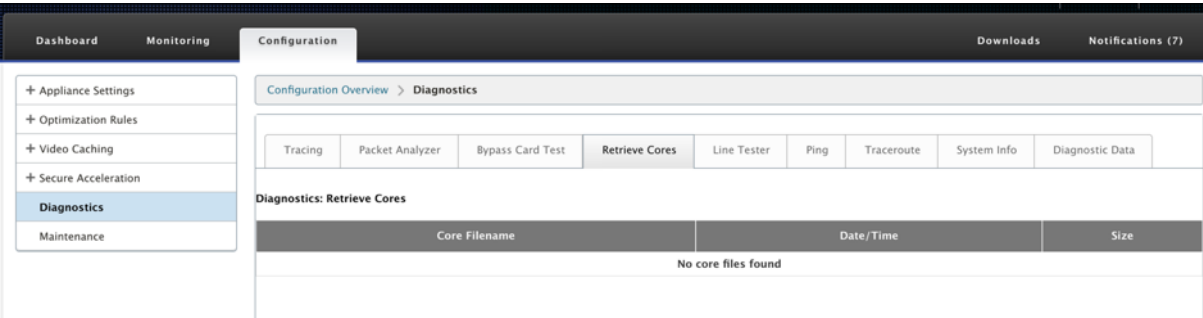 Dashboard Monitoring Configuration Downloads Notifications (7)
+ Appliance Settings
+ Optimization Rules
+ Video Caching
+ Secure Acceleration
Diagnostics
Maintenance
Configuration Overview > Diagnostics
Tracing Packet Analyzer Bypass Card Test Retrieve Cores Line Tester Ping Traceroute System Info Diagnostic Data
Diagnostics: Retrieve Cores
Core Filename Date/Time Size
No core files found